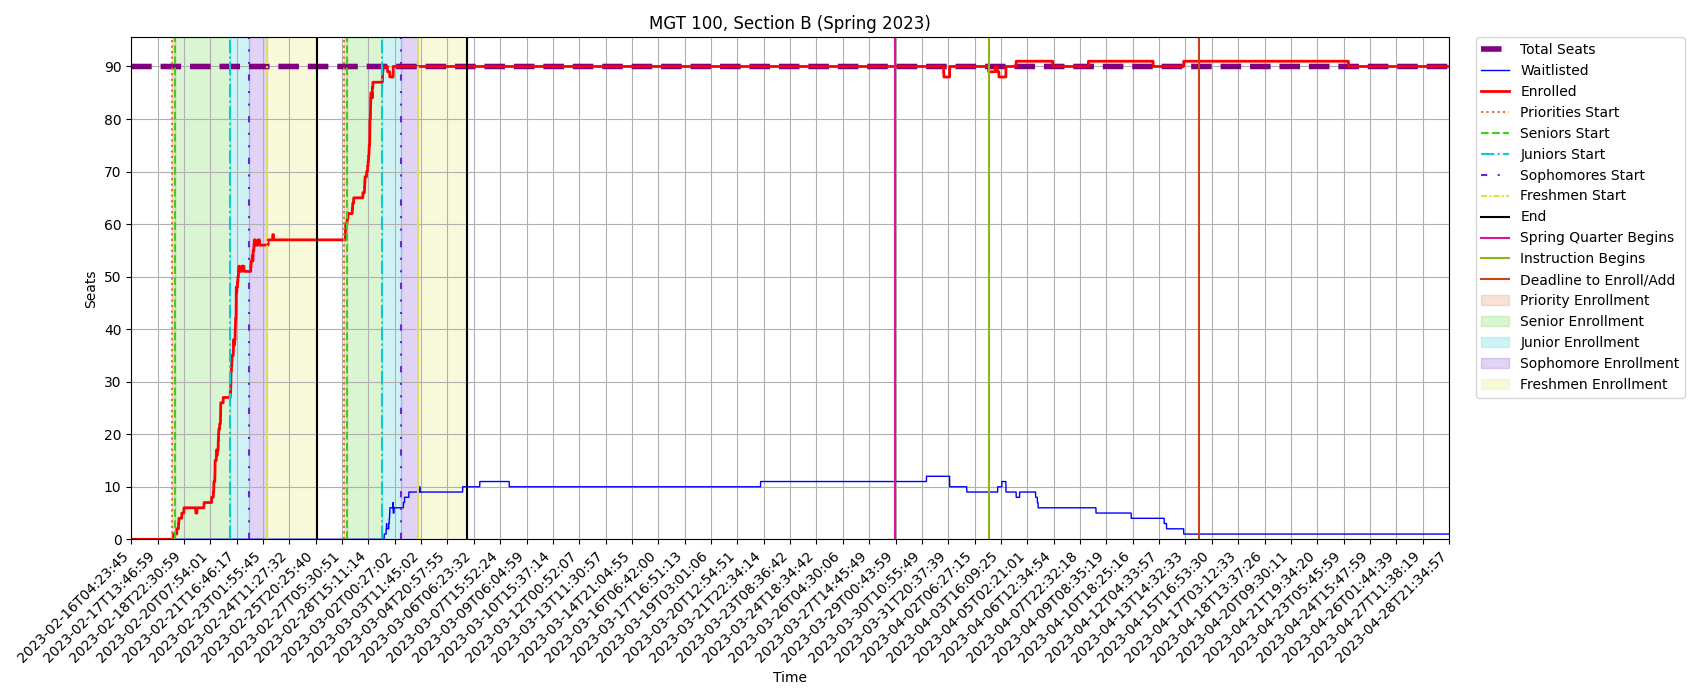 MGT 100, Section B (Spring 2023)
Seats
90
80
70
60
50
40
30
20
10
0
2023-02-16T04:23:45
2023-02-17T13:46:59
2023-02-18T22:30:59
2023-02-20T07:54:01
2023-02-21T16:46:17
2023-02-23T01:55:45
2023-02-24T11:27:32
2023-02-25T20:25:40
2023-02-27T05:30:51
2023-02-28T15:11:14
2023-03-02T00:27:02
2023-03-03T11:45:02
2023-03-04T20:57:55
2023-03-06T06:23:32
2023-03-07T15:52:24
2023-03-09T06:04:59
2023-03-10T15:37:14
2023-03-12T00:52:07
2023-03-13T11:30:57
2023-03-14T21:04:55
2023-03-16T06:42:00
2023-03-17T16:51:13
2023-03-19T03:01:06
2023-03-20T12:54:51
2023-03-21T22:34:14
2023-03-23T08:36:42
2023-03-24T18:34:42
2023-03-26T04:30:06
2023-03-27T14:45:49
2023-03-29T00:43:59
2023-03-30T10:55:49
2023-03-31T20:37:39
2023-04-02T06:27:15
2023-04-03T16:09:25
2023-04-05T02:21:01
2023-04-06T12:34:54
2023-04-07T22:32:18
2023-04-09T08:35:19
2023-04-10T18:25:16
2023-04-12T04:33:57
2023-04-13T14:32:33
2023-04-15T16:53:30
2023-04-17T03:12:33
2023-04-18T13:37:26
2023-04-20T09:30:11
2023-04-21T19:34:20
2023-04-23T05:45:59
2023-04-24T15:47:59
2023-04-26T01:44:39
2023-04-27T11:38:19
2023-04-28T21:34:57
Time
Total Seats
Waitlisted
Enrolled
Priorities Start
Seniors Start
Juniors Start
Sophomores Start
Freshmen Start
End
Spring Quarter Begins
Instruction Begins
Deadline to Enroll/Add
Priority Enrollment
Senior Enrollment
Junior Enrollment
Sophomore Enrollment
Freshmen Enrollment